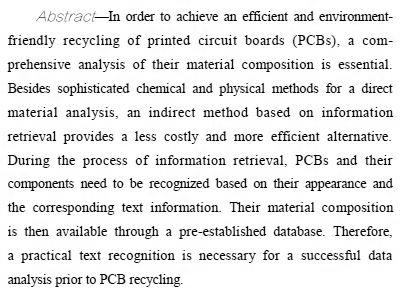 Abstract—In order to achieve an efficient and environment-
friendly recycling of printed circuit boards (PCBs), a com-
prehensive analysis of their material composition is essential.
Besides sophisticated chemical and physical methods for a direct
material analysis, an indirect method based on information
retrieval provides a less costly and more efficient alternative.
During the process of information retrieval, PCBs and their
components need to be recognized based on their appearance and
the corresponding text information. Their material composition
is then available through a pre-established database. Therefore,
a practical text recognition is necessary for a successful data
analysis prior to PCB recycling.